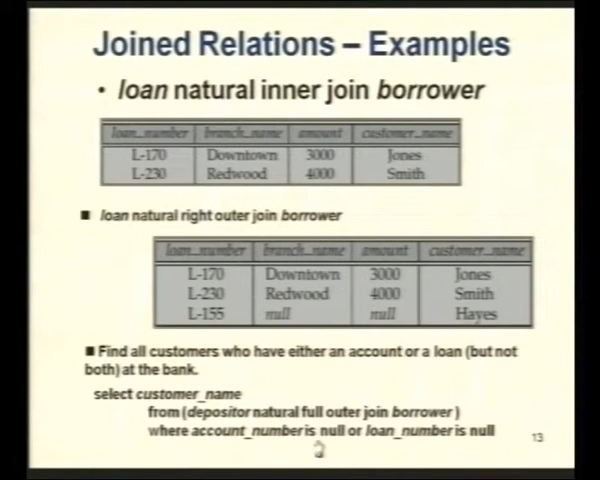 Joined Relations – Examples
• loan natural inner join borrower
loan_number branch_name amount customer_name
L-170 Downtown 3000 Jones
L-230 Redwood 4000 Smith
■ loan natural right outer join borrower
loan_number branch_name amount customer_name
L-170 Downtown 3000 Jones
L-230 Redwood 4000 Smith
L-155 null null Hayes
■ Find all customers who have either an account or a loan (but not
both) at the bank.
select customer_name
from (depositor natural full outer join borrower )
where account_number is null or loan_number is null
13